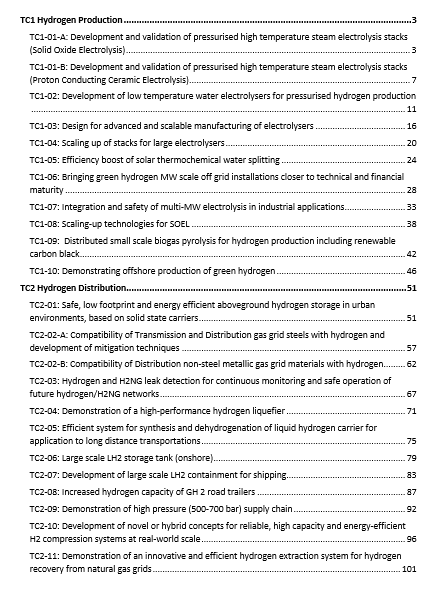 TC1 Hydrogen Production ........ 3
TC1-01-A: Development and validation of pressurised high temperature steam electrolysis stacks
(Solid Oxide Electrolysis) ........ 3
TC1-01-B: Development and validation of pressurised high temperature steam electrolysis stacks
(Proton Conducting Ceramic Electrolysis) ........ 7
TC1-02: Development of low temperature water electrolysers for pressurised hydrogen production
........ 11
TC1-03: Design for advanced and scalable manufacturing of electrolysers ........ 16
TC1-04: Scaling up of stacks for large electrolysers ........ 20
TC1-05: Efficiency boost of solar thermochemical water splitting ........ 24
TC1-06: Bringing green hydrogen MW scale off grid installations closer to technical and financial
maturity ........ 28
TC1-07: Integration and safety of multi-MW electrolysis in industrial applications ........ 33
TC1-08: Scaling-up technologies for SOEL ........ 38
TC1-09: Distributed small scale biogas pyrolysis for hydrogen production including renewable
carbon black ........ 42
TC1-10: Demonstrating offshore production of green hydrogen ........ 46
TC2 Hydrogen Distribution ........ 51
TC2-01: Safe, low footprint and energy efficient aboveground hydrogen storage in urban
environments, based on solid state carriers ........ 51
TC2-02-A: Compatibility of Transmission and Distribution gas grid steels with hydrogen and
development of mitigation techniques ........ 57
TC2-02-B: Compatibility of Distribution non-steel metallic gas grid materials with hydrogen ........ 62
TC2-03: Hydrogen and H2NG leak detection for continuous monitoring and safe operation of
future hydrogen/H2NG networks ........ 67
TC2-04: Demonstration of a high-performance hydrogen liquefier ........ 71
TC2-05: Efficient system for synthesis and dehydrogenation of liquid hydrogen carrier for
application to long distance transportations ........ 75
TC2-06: Large scale LH2 storage tank (onshore) ........ 79
TC2-07: Development of large scale LH2 containment for shipping ........ 83
TC2-08: Increased hydrogen capacity of GH 2 road trailers ........ 87
TC2-09: Demonstration of high pressure (500-700 bar) supply chain ........ 92
TC2-10: Development of novel or hybrid concepts for reliable, high capacity and energy-efficient
H2 compression systems at real-world scale ........ 96
TC2-11: Demonstration of an innovative and efficient hydrogen extraction system for hydrogen
recovery from natural gas grids ........ 101